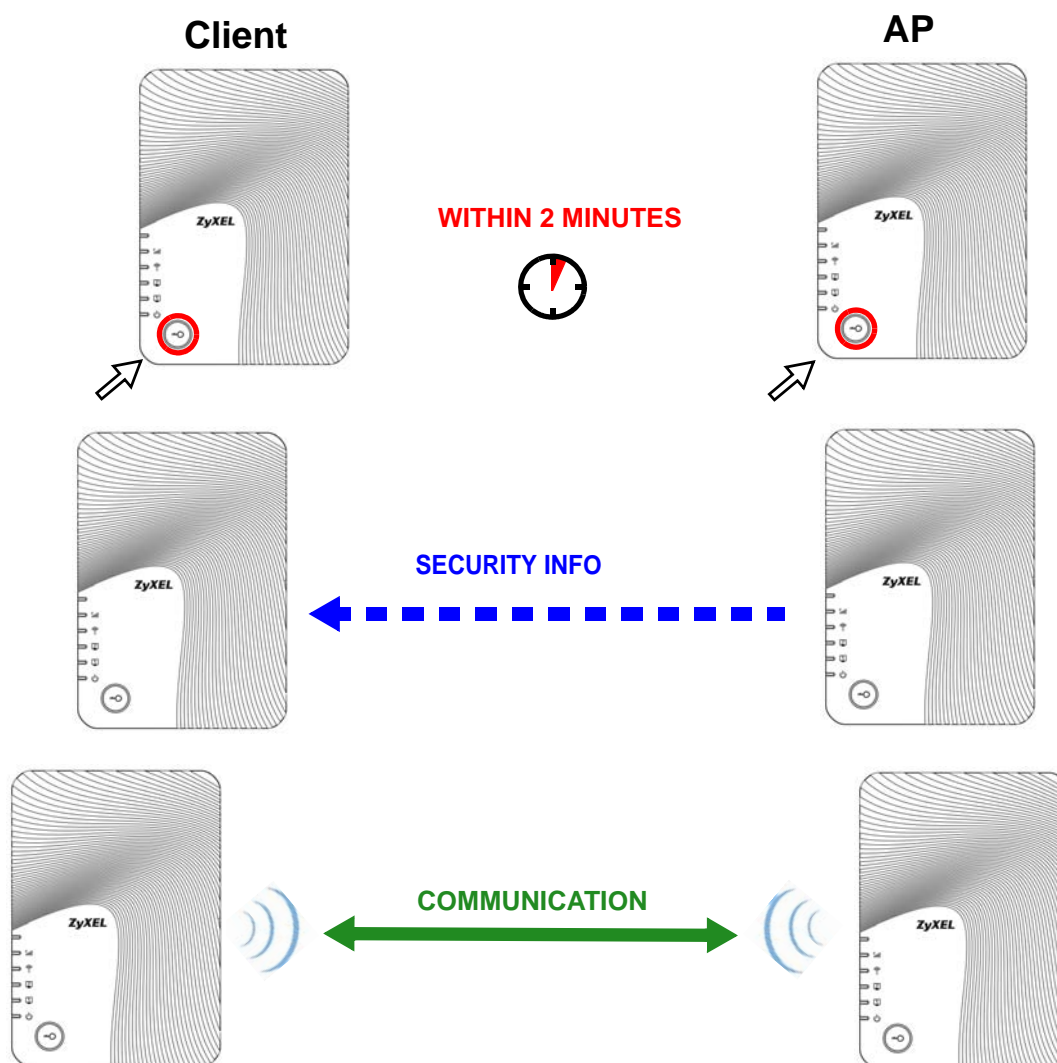 Client
AP
ZyXEL
WITHIN 2 MINUTES
ZyXEL
SECURITY INFO
ZyXEL
ZyXEL
COMMUNICATION
ZyXEL
ZyXEL